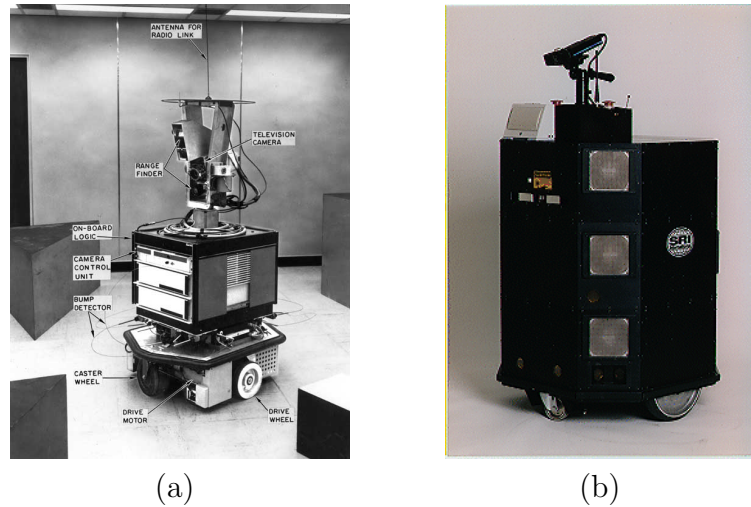 ANTENNA FOR
RADIO LINK
TELEVISION
CAMERA
RANGE
FINDER
ON-BOARD
LOGIC
CAMERA
CONTROL
UNIT
BUMP
DETECTOR
CASTER
WHEEL
DRIVE
MOTOR
DRIVE
WHEEL
SRI
(a)
(b)